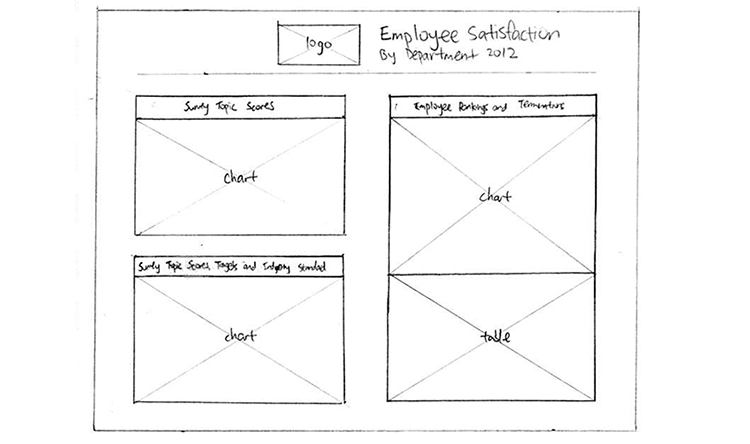 logo
Employee Satisfaction
By Department 2012
Survey Topic Scores
chart
Survey Topic Scores, Targets and Industry Standard
chart
Employee Rankings and Terminations
chart
table